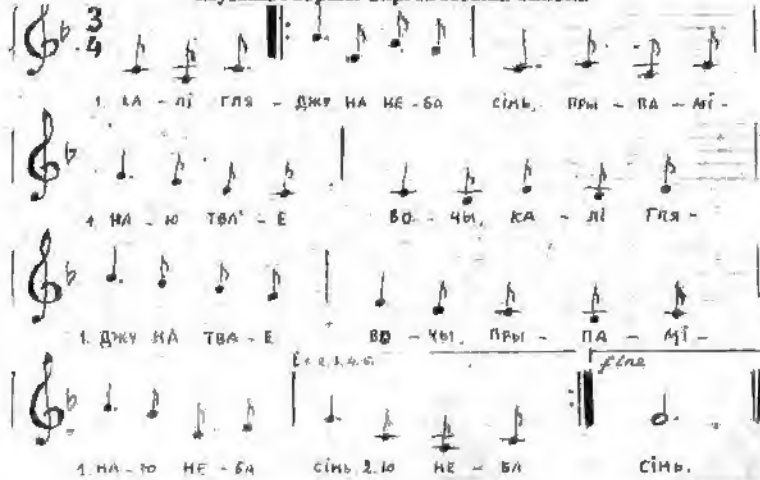 3/4
1. КА – ЛІ ГЛЯ – ДЖУ НА НЕ – БА СІНЬ, ПРЫ – ПА – МІ –
1. НА – Ю ТВА – Е ВО – ЧЫ, КА – ЛІ ГЛЯ –
1. ДЖУ НА ТВА – Е ВО – ЧЫ, ПРЫ – ПА – МІ –
fine
1. НА – Ю НЕ – БА СІНЬ. 2. Ю НЕ – БА СІНЬ.